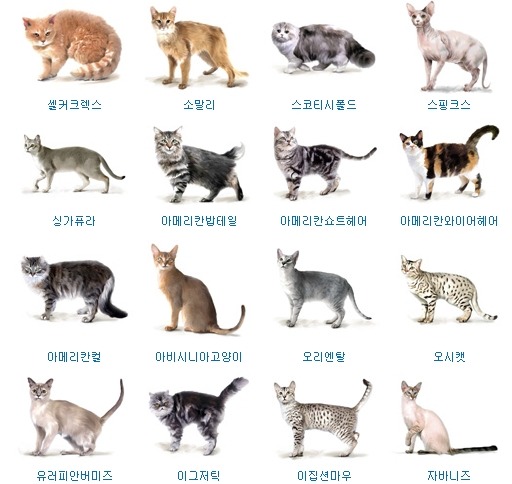 셀커크렉스
소말리
스코티시폴드
스핑크스
싱가퓨라
아메리칸밥테일
아메리칸쇼트헤어
아메리칸와이어헤어
아메리칸컬
아비시니아고양이
오리엔탈
오시캣
유러피안버미즈
이그저틱
이집션마우
자바니즈